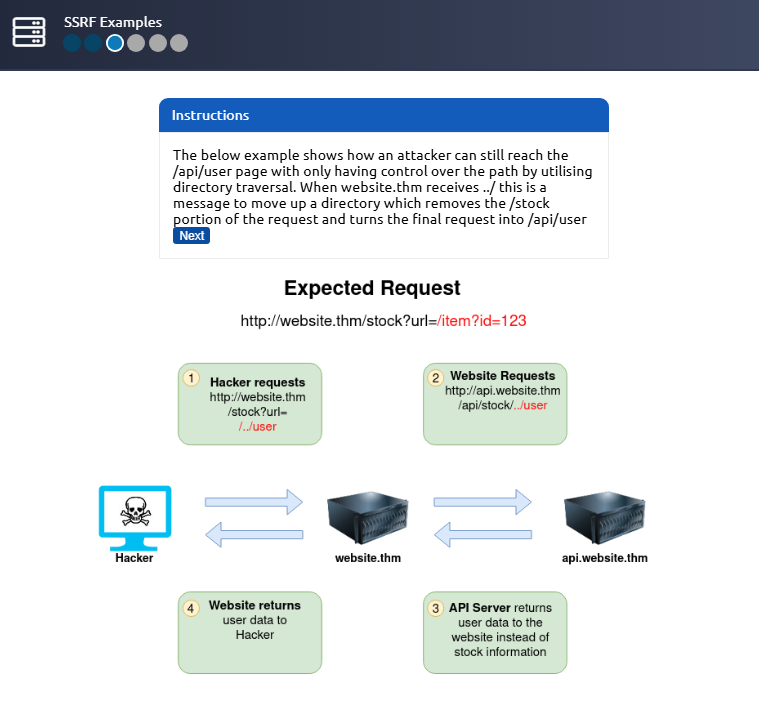 SSRF Examples
Instructions
The below example shows how an attacker can still reach the
/api/user page with only having control over the path by utilising
directory traversal. When website.thm receives ../ this is a
message to move up a directory which removes the /stock
portion of the request and turns the final request into /api/user
Next
Expected Request
http://website.thm/stock?url=/item?id=123
1
Hacker requests
http://website.thm
/stock?url=
/../user
2
Website Requests
http://api.website.thm
/api/stock/../user
Hacker
website.thm
api.website.thm
4
Website returns
user data to
Hacker
3
API Server returns
user data to the
website instead of
stock information